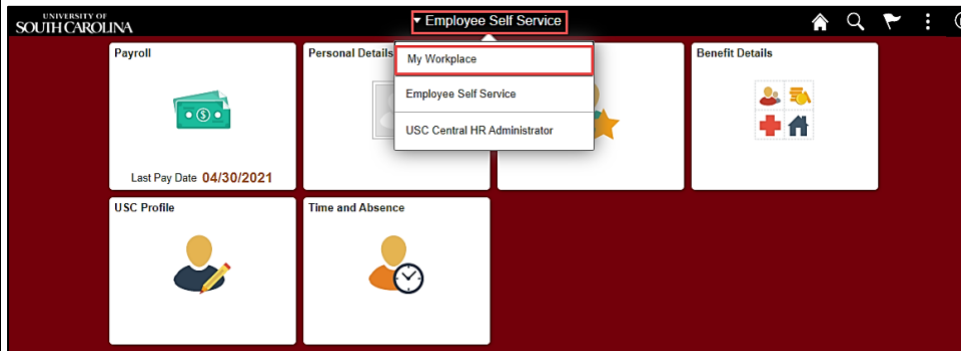 UNIVERSITY OF
SOUTH CAROLINA
Employee Self Service
Payroll
Personal Details
Benefit Details
My Workplace
Employee Self Service
USC Central HR Administrator
Last Pay Date 04/30/2021
USC Profile
Time and Absence